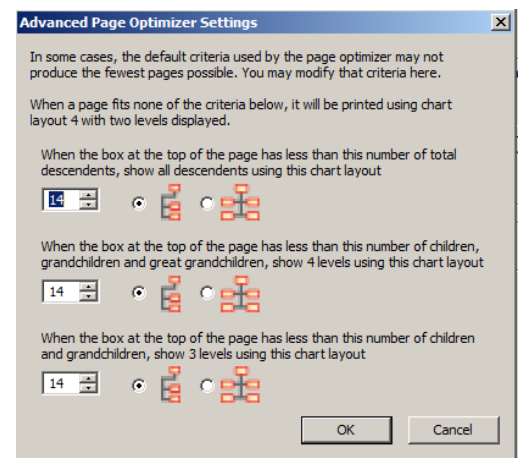 Advanced Page Optimizer Settings
In some cases, the default criteria used by the page optimizer may not
produce the fewest pages possible. You may modify that criteria here.
When a page fits none of the criteria below, it will be printed using chart
layout 4 with two levels displayed.
When the box at the top of the page has less than this number of total
descendents, show all descendents using this chart layout
14
When the box at the top of the page has less than this number of children,
grandchildren and great grandchildren, show 4 levels using this chart layout
14
When the box at the top of the page has less than this number of children
and grandchildren, show 3 levels using this chart layout
14
OK Cancel